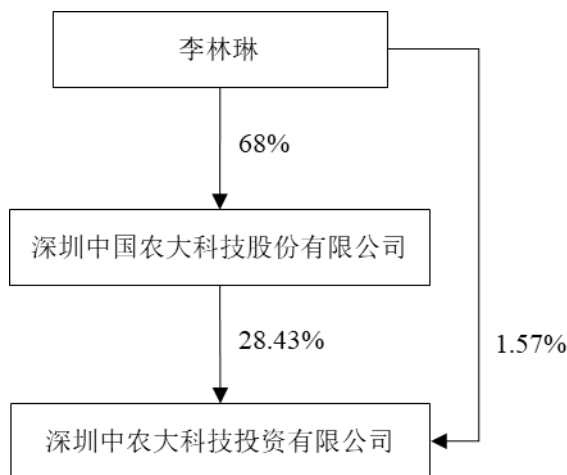 李林琳
68%
深圳中国农大科技股份有限公司
28.43%
1.57%
深圳中农大科技投资有限公司